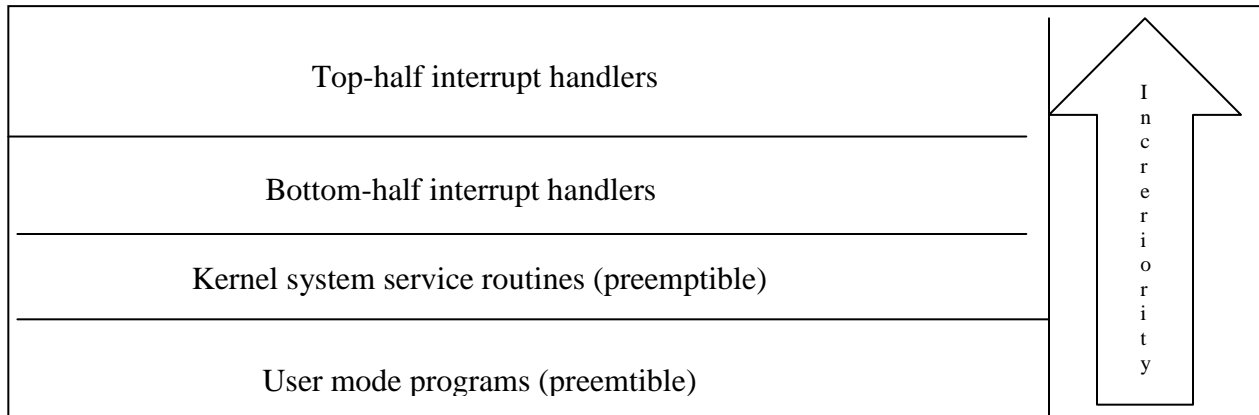 Top-half interrupt handlers
Bottom-half interrupt handlers
Kernel system service routines (preemptible)
User mode programs (preemtible)
Increriority